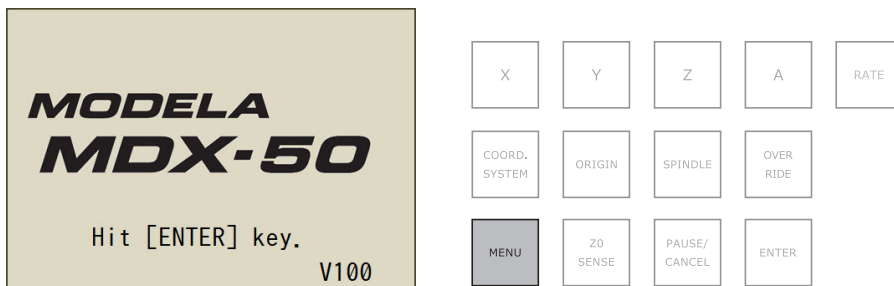 MODELA
MDX-50
Hit [ENTER] key.
V100
X
Y
Z
A
RATE
COORD.
SYSTEM
ORIGIN
SPINDLE
OVER
RIDE
MENU
Z0
SENSE
PAUSE/
CANCEL
ENTER